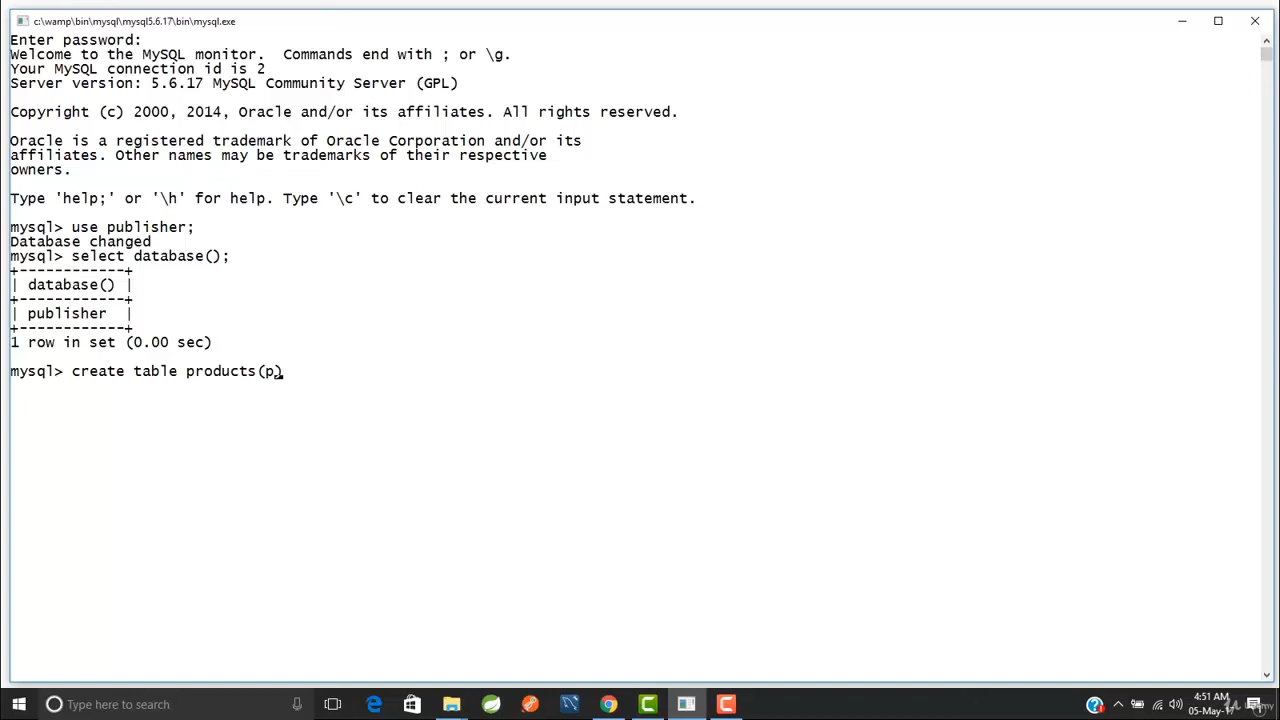 c:\wamp\bin\mysql\mysql5.6.17\bin\mysql.exe
Enter password:
Welcome to the MySQL monitor.  Commands end with ; or \g.
Your MySQL connection id is 2
Server version: 5.6.17 MySQL Community Server (GPL)
Copyright (c) 2000, 2014, Oracle and/or its affiliates. All rights reserved.
Oracle is a registered trademark of Oracle Corporation and/or its
affiliates. Other names may be trademarks of their respective
owners.
Type 'help;' or '\h' for help. Type '\c' to clear the current input statement.
mysql> use publisher;
Database changed
mysql> select database();
+------------+
| database() |
+------------+
| publisher  |
+------------+
1 row in set (0.00 sec)
mysql> create table products(p)
Type here to search
4:51 AM
05-May-1